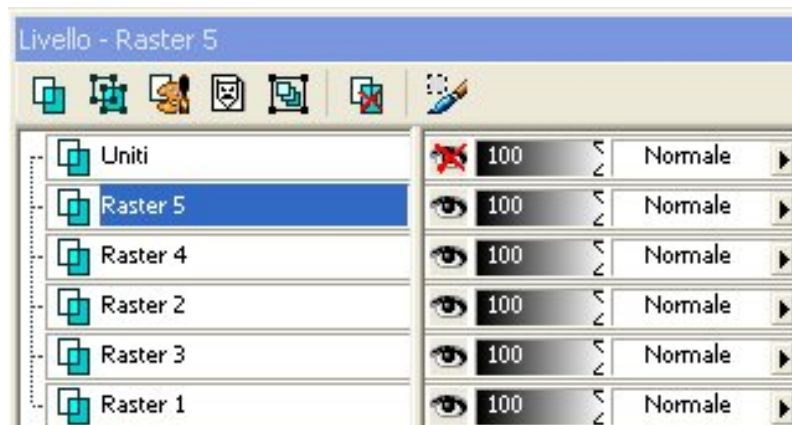 Livello - Raster 5
Uniti 100 Normale
Raster 5 100 Normale
Raster 4 100 Normale
Raster 2 100 Normale
Raster 3 100 Normale
Raster 1 100 Normale